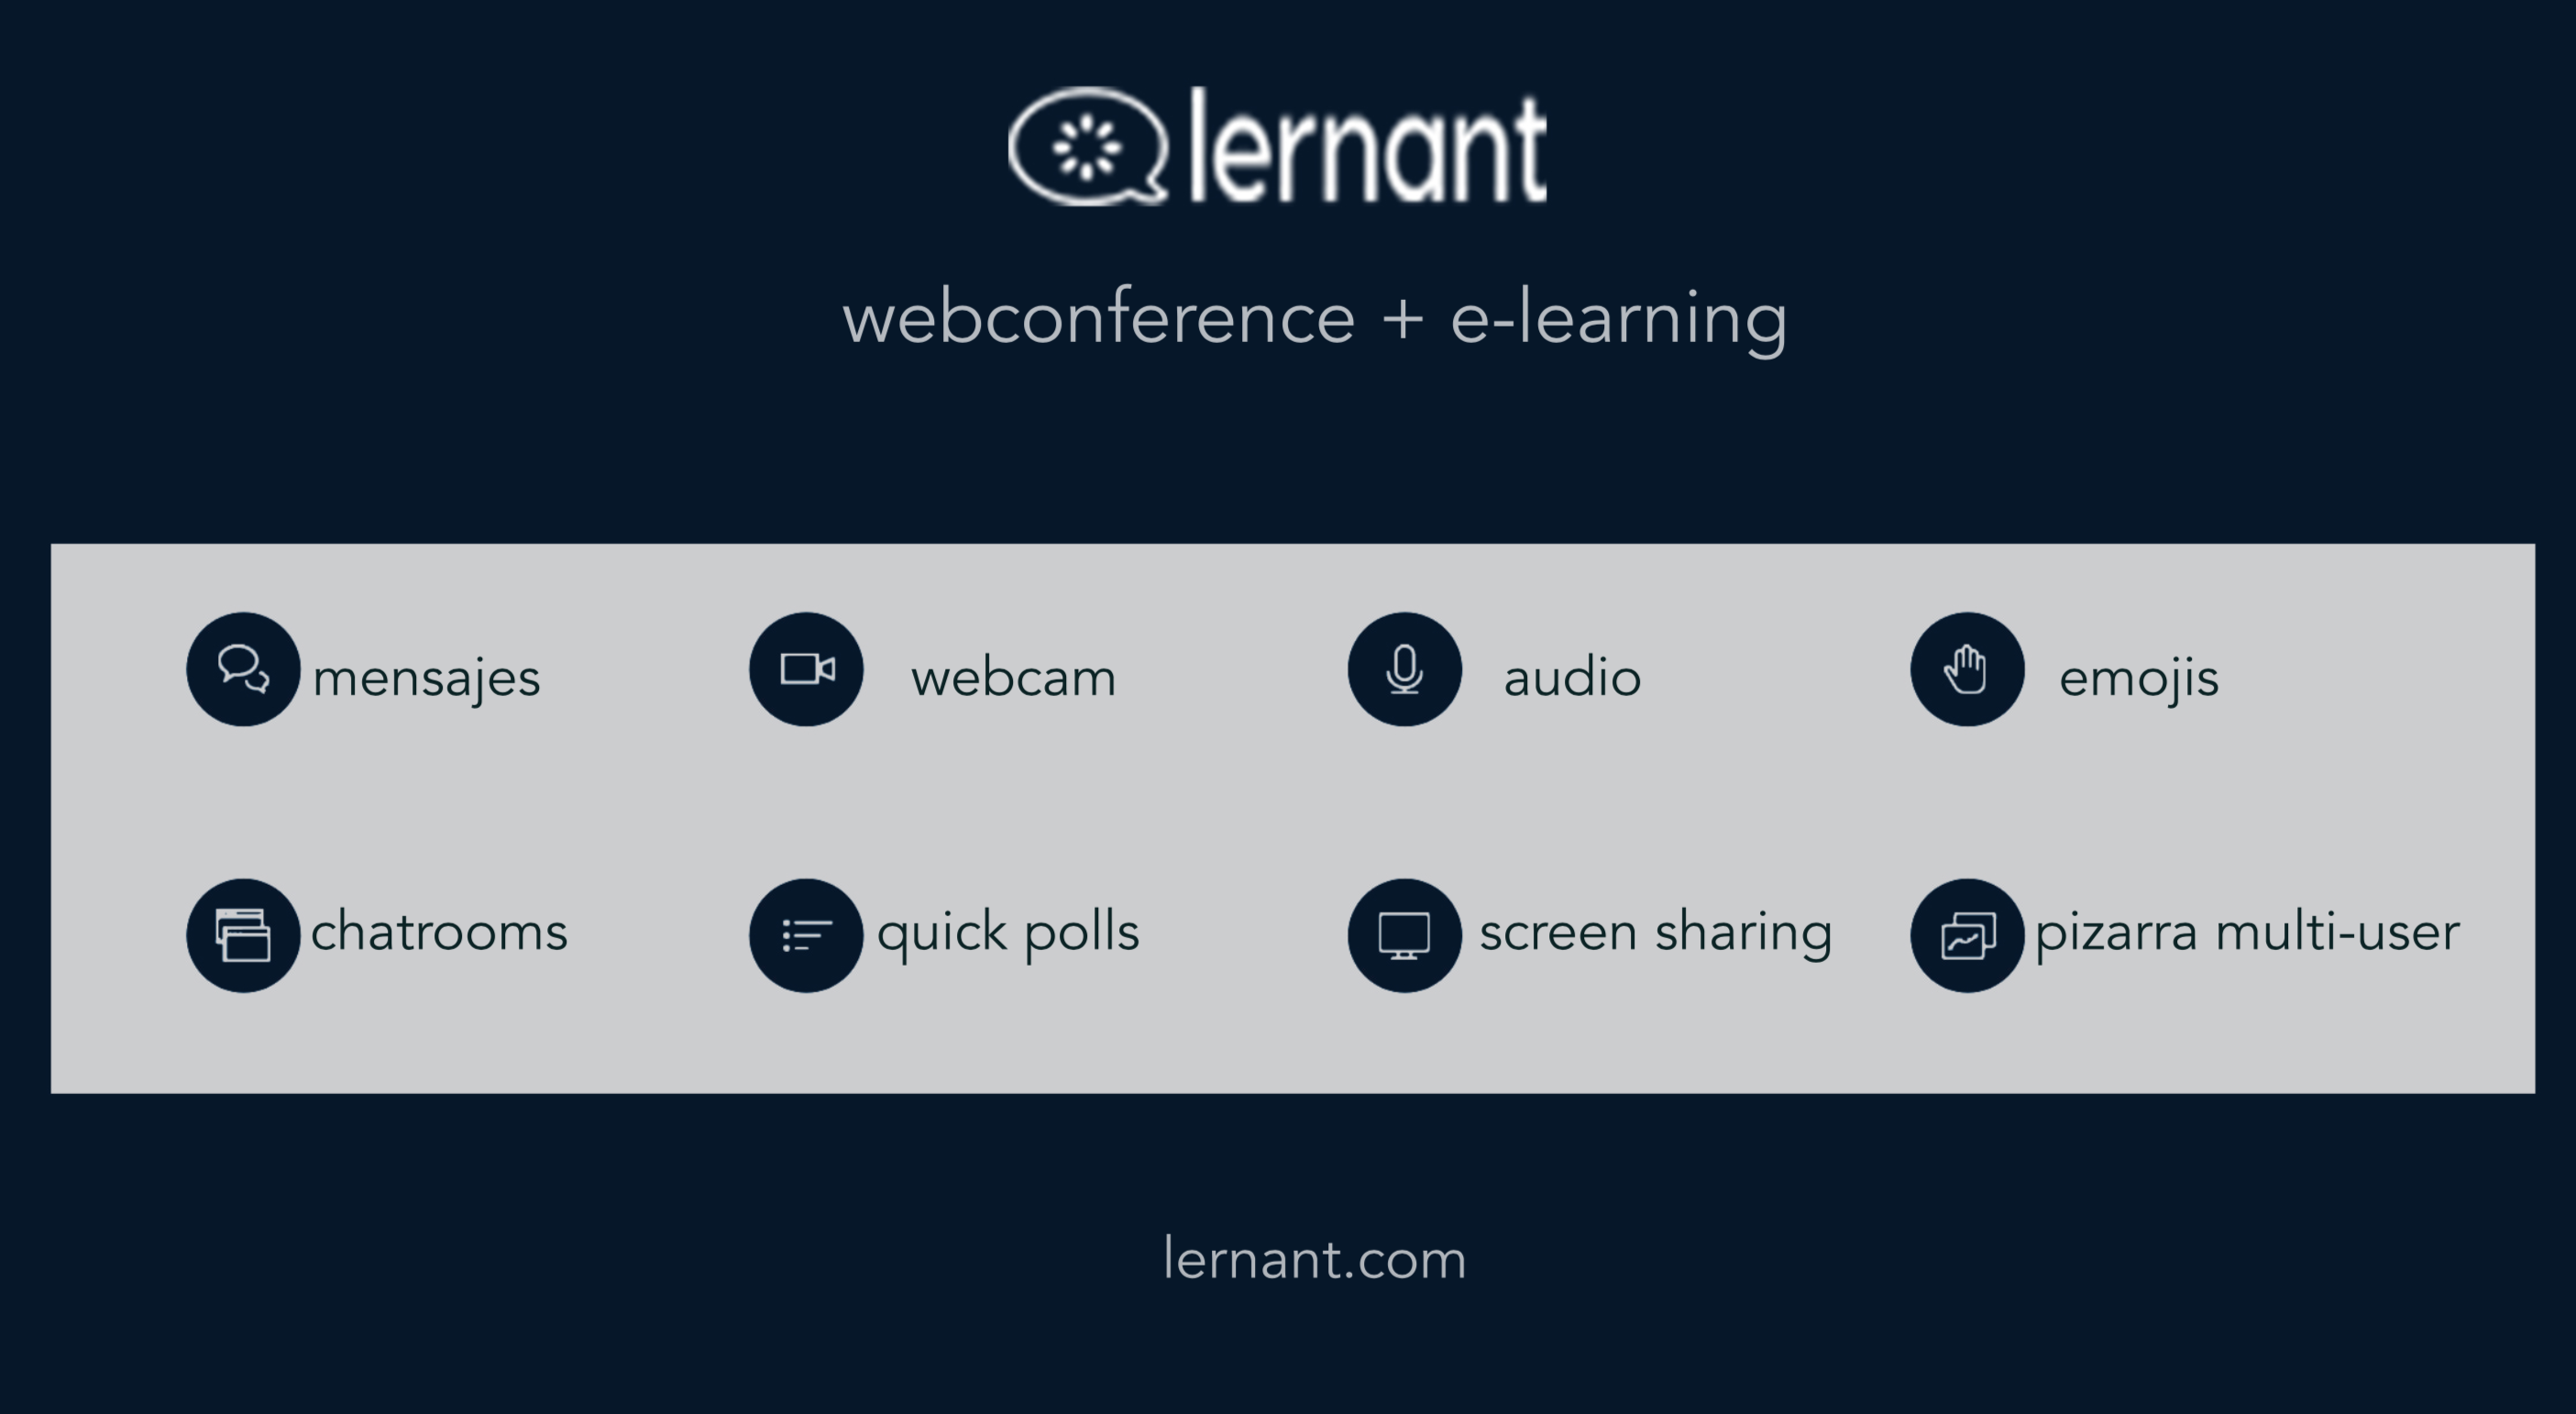 lernant
webconference + e-learning
mensajes webcam audio emojis
chatrooms quick polls screen sharing pizarra multi-user
lernant.com